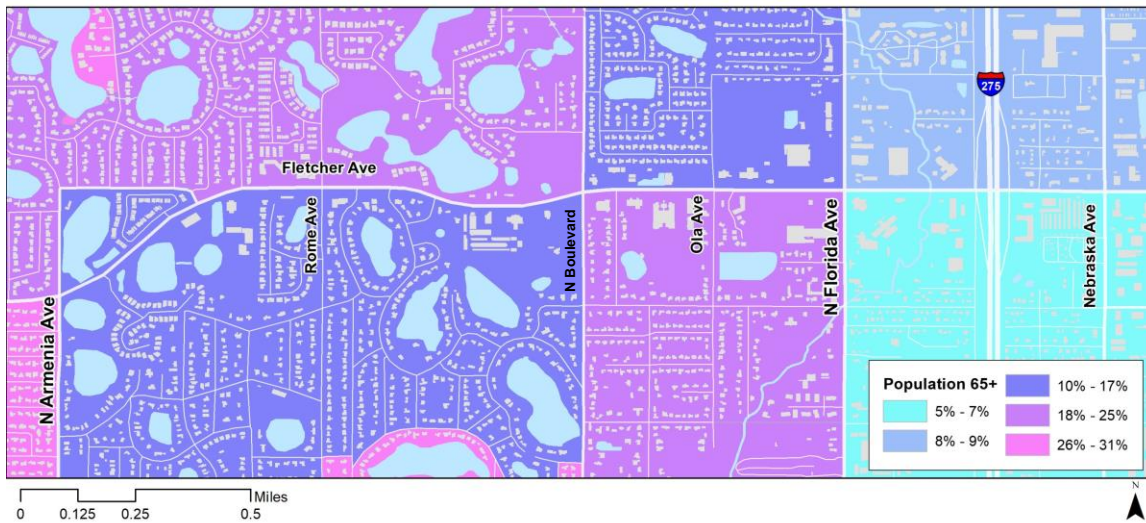 275
Fletcher Ave
Rome Ave
N Boulevard
Ola Ave
N Florida Ave
Nebraska Ave
N Armenia Ave
Population 65+
5% - 7%
8% - 9%
10% - 17%
18% - 25%
26% - 31%
Miles
0 0.125 0.25 0.5
N